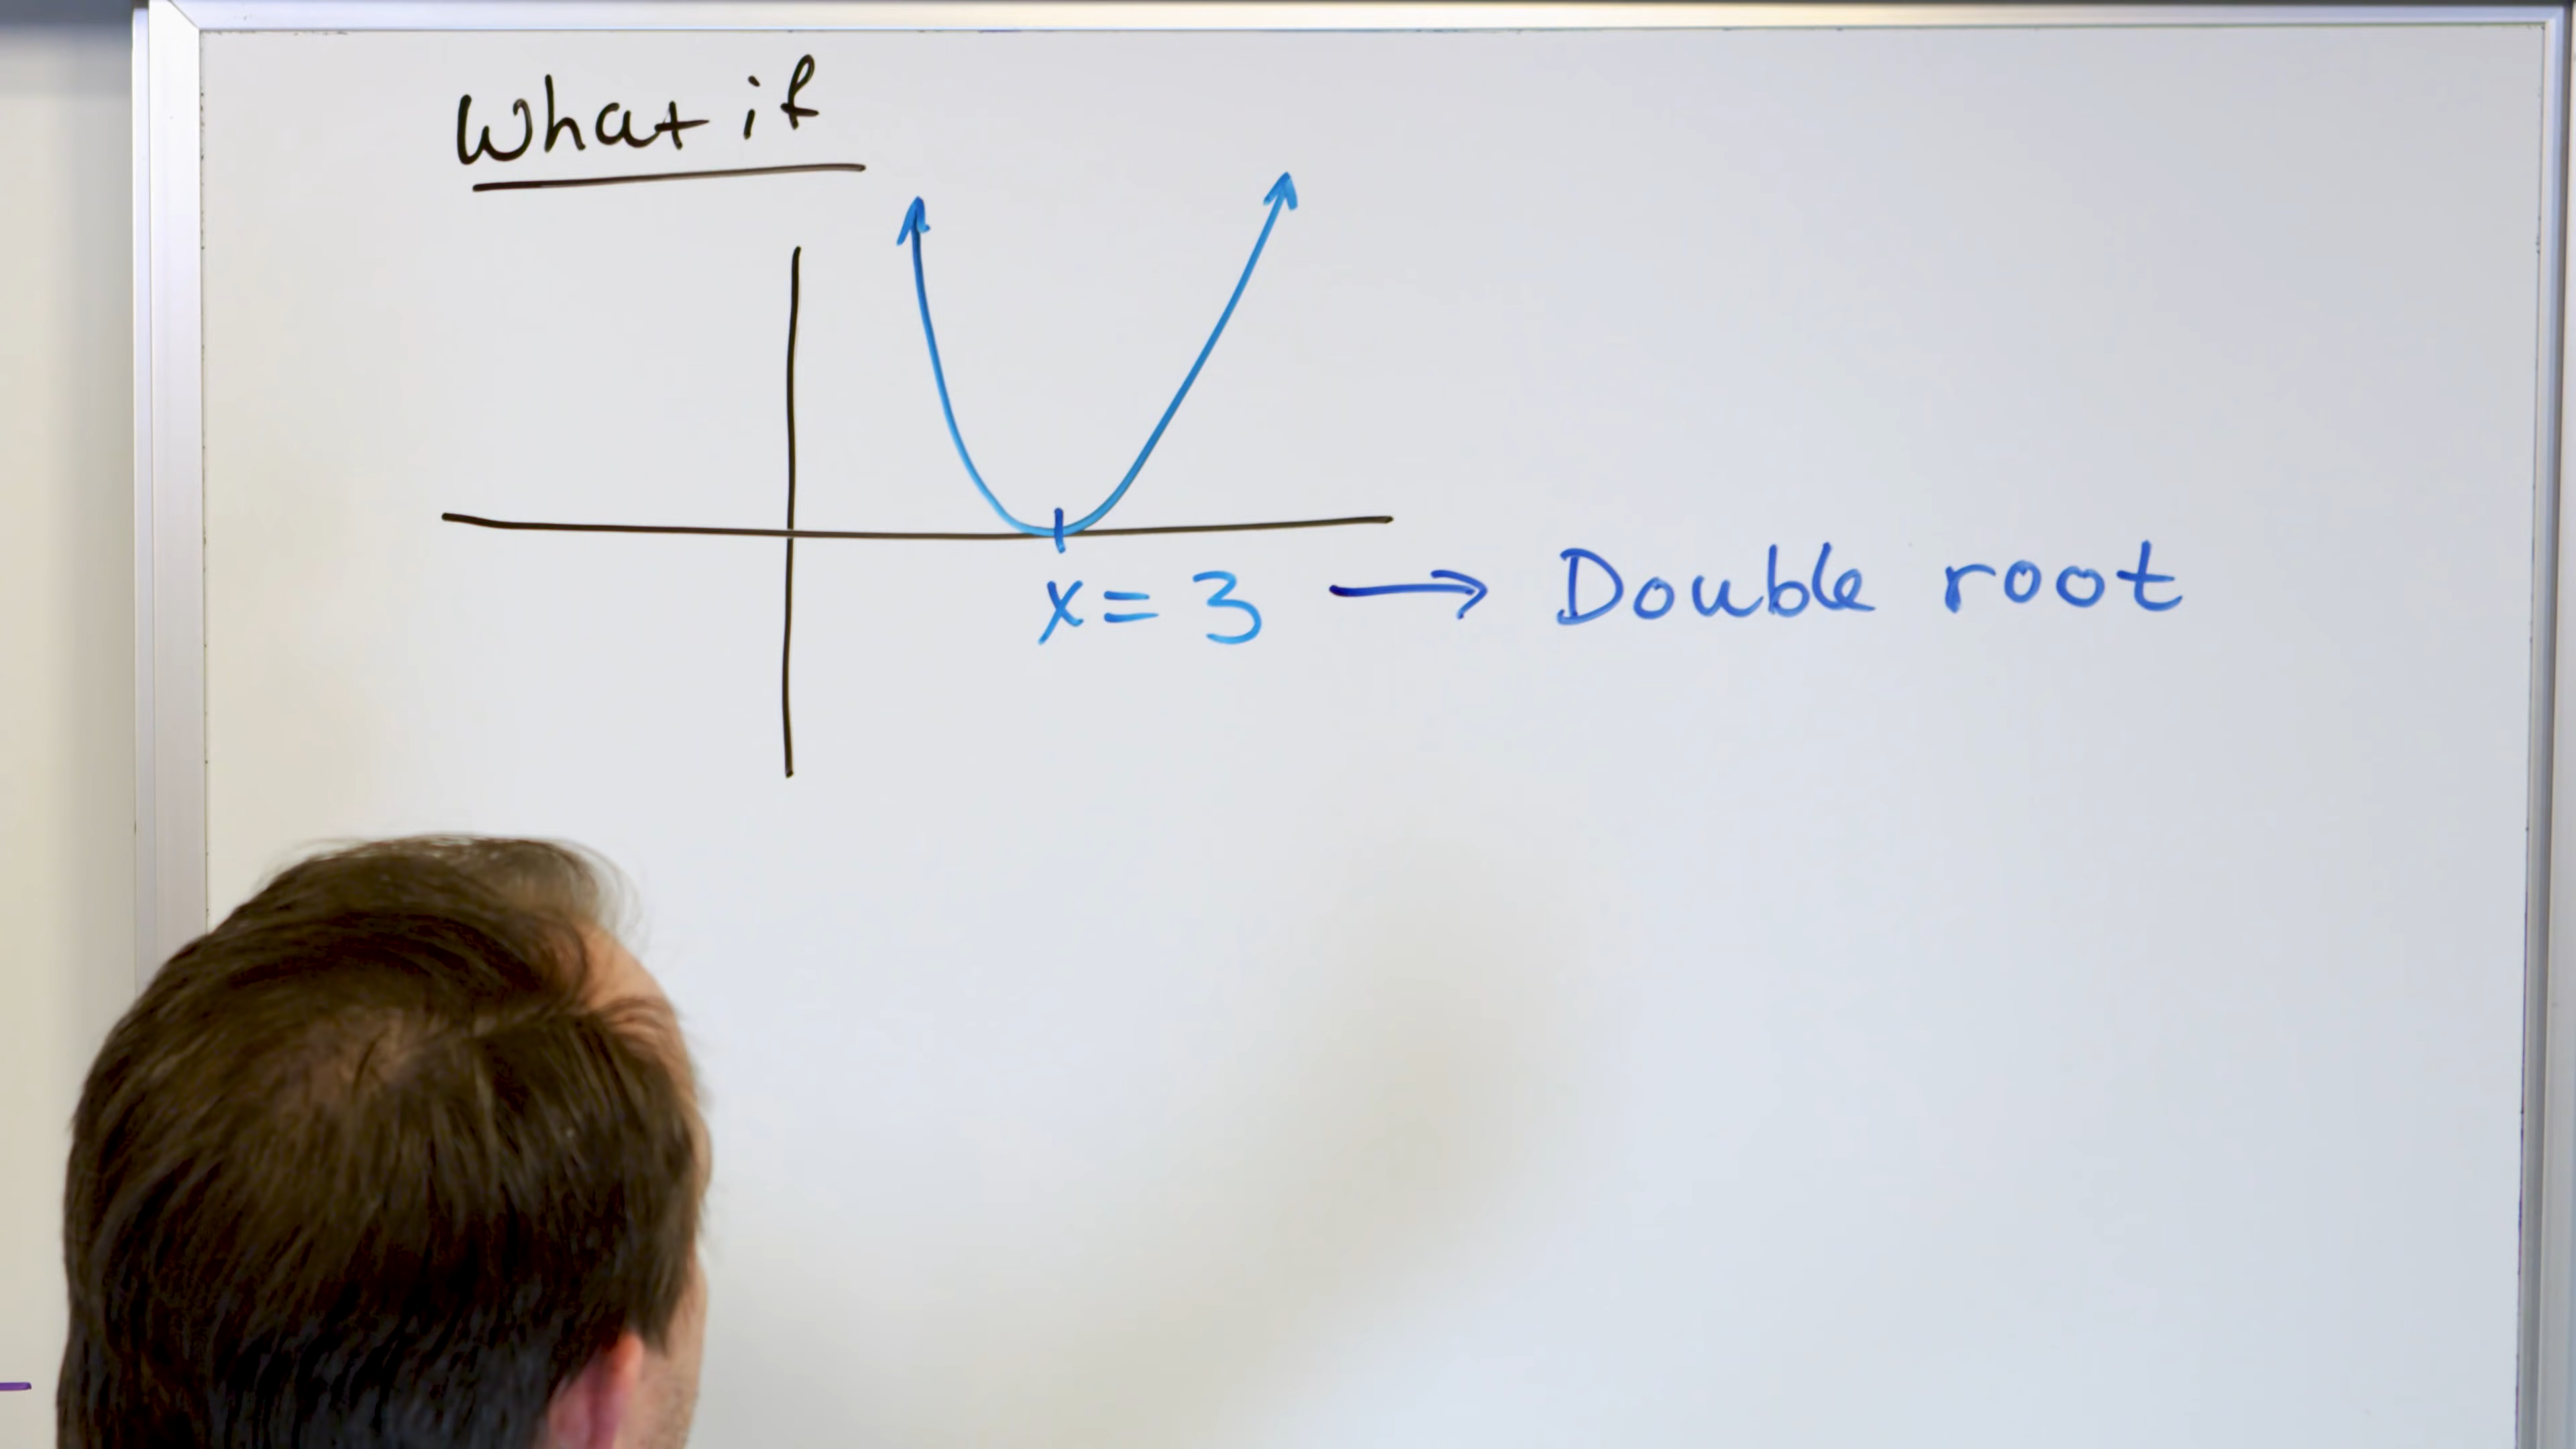 What if
x = 3 → Double root